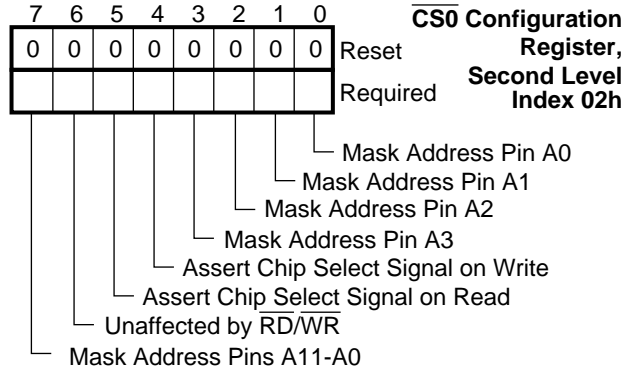 7 6 5 4 3 2 1 0
CS0 Configuration
Register,
Second Level
Index 02h
0 0 0 0 0 0 0 0 Reset
Required
Mask Address Pin A0
Mask Address Pin A1
Mask Address Pin A2
Mask Address Pin A3
Assert Chip Select Signal on Write
Assert Chip Select Signal on Read
Unaffected by RD/WR
Mask Address Pins A11-A0